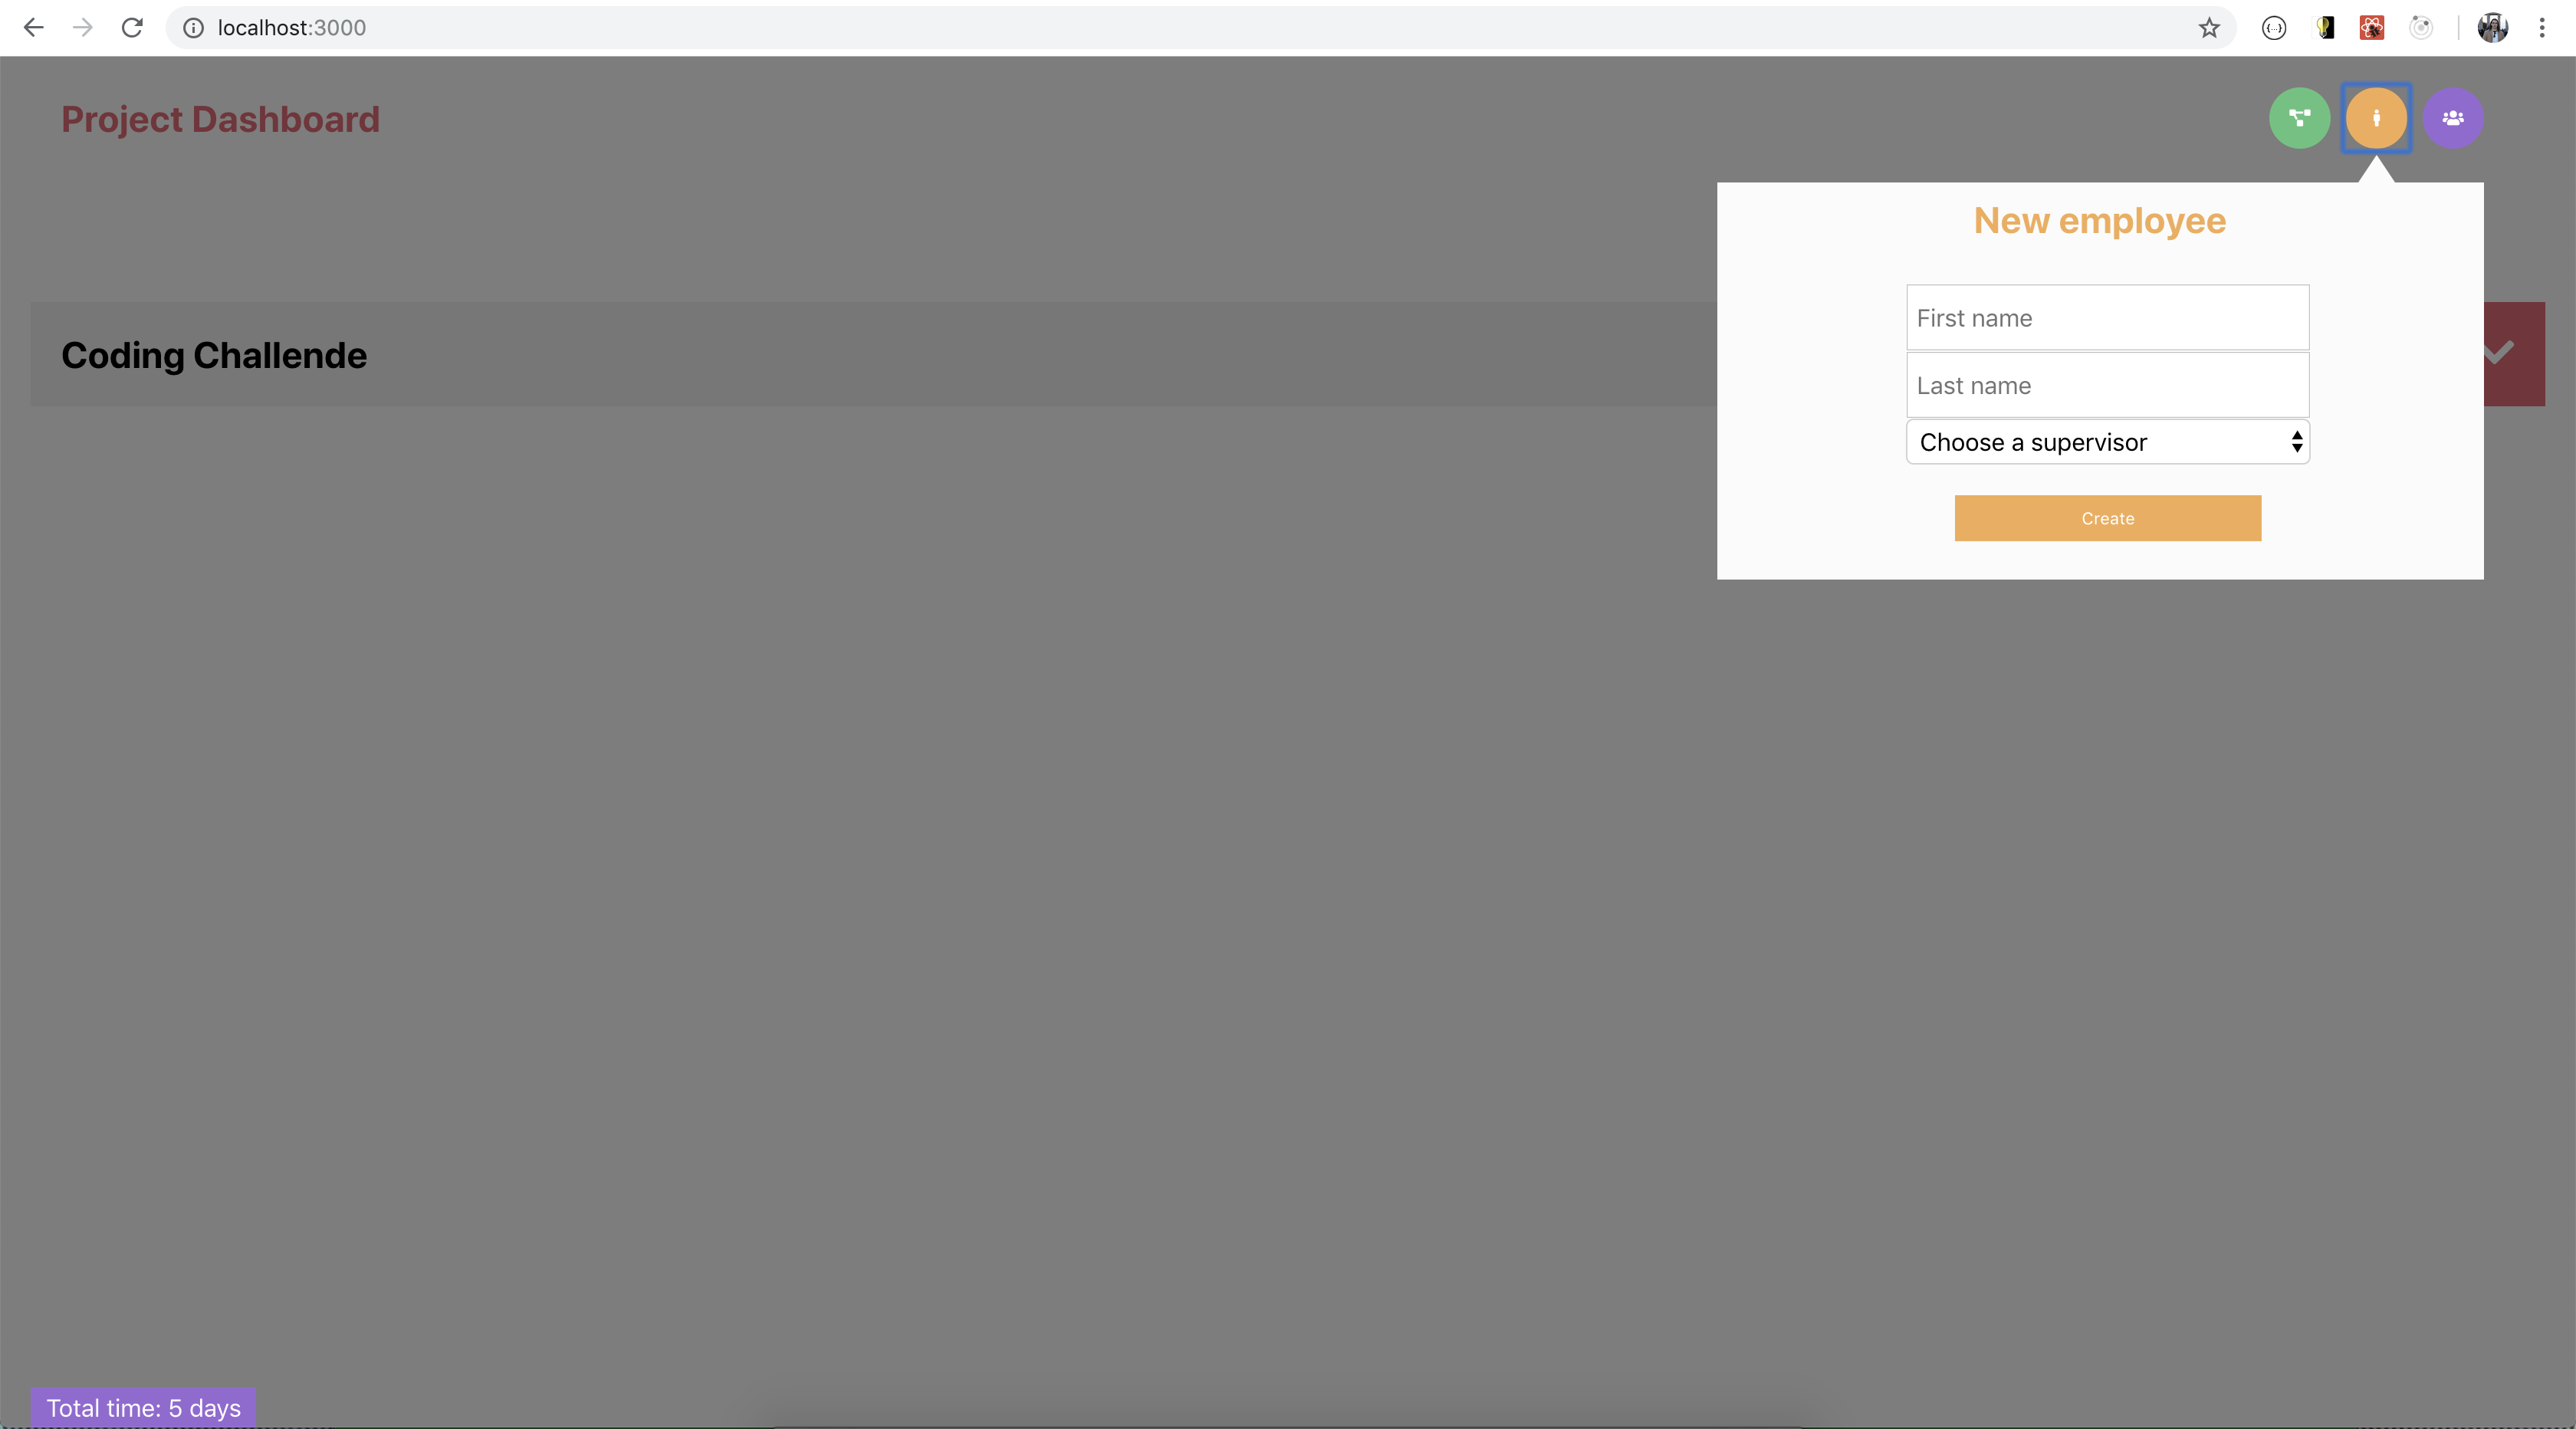 localhost:3000
Project Dashboard
New employee
First name
Coding Challende
Last name
Choose a supervisor
Create
Total time: 5 days